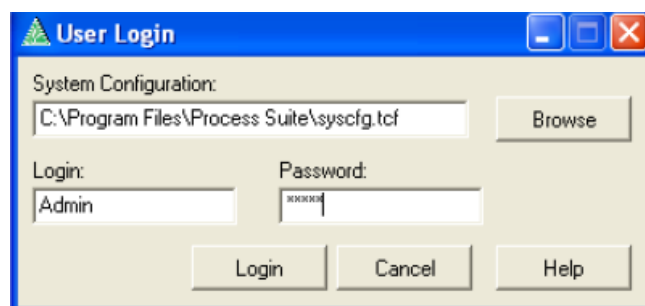 User Login
System Configuration:
C:\Program Files\Process Suite\syscfg.tcf
Browse
Login: Password:
Admin *****
Login Cancel Help